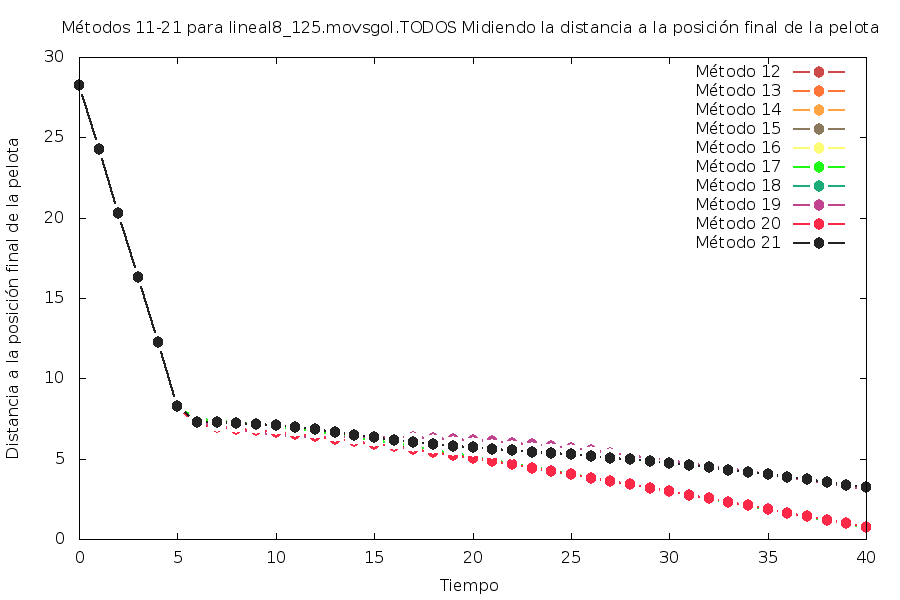 Métodos 11-21 para lineal8_125.movsgol.TODOS Midiendo la distancia a la posición final de la pelota
30
25
20
15
10
5
0
Distancia a la posición final de la pelota
Método 12
Método 13
Método 14
Método 15
Método 16
Método 17
Método 18
Método 19
Método 20
Método 21
0 5 10 15 20 25 30 35 40
Tiempo